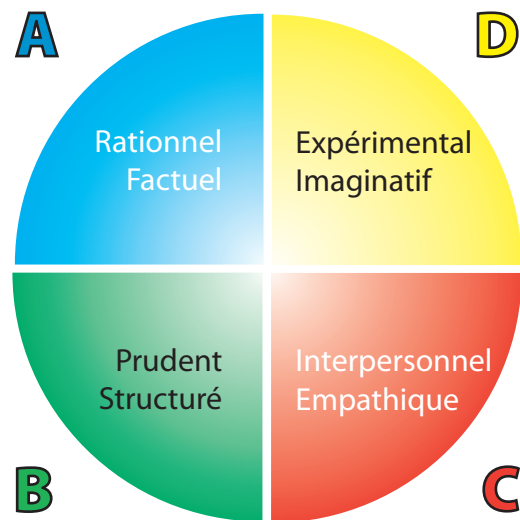 A
D
Rationnel
Factuel
Expérimental
Imaginatif
Prudent
Structuré
Interpersonnel
Empathique
B
C